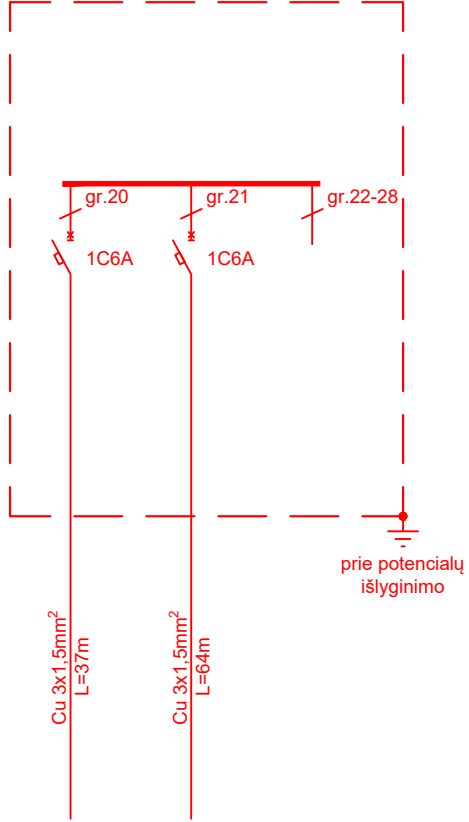 gr.20
gr.21
gr.22-28
1C6A
1C6A
prie potencialų
išlyginimo
Cu 3x1,5mm²
L=37m
Cu 3x1,5mm²
L=64m